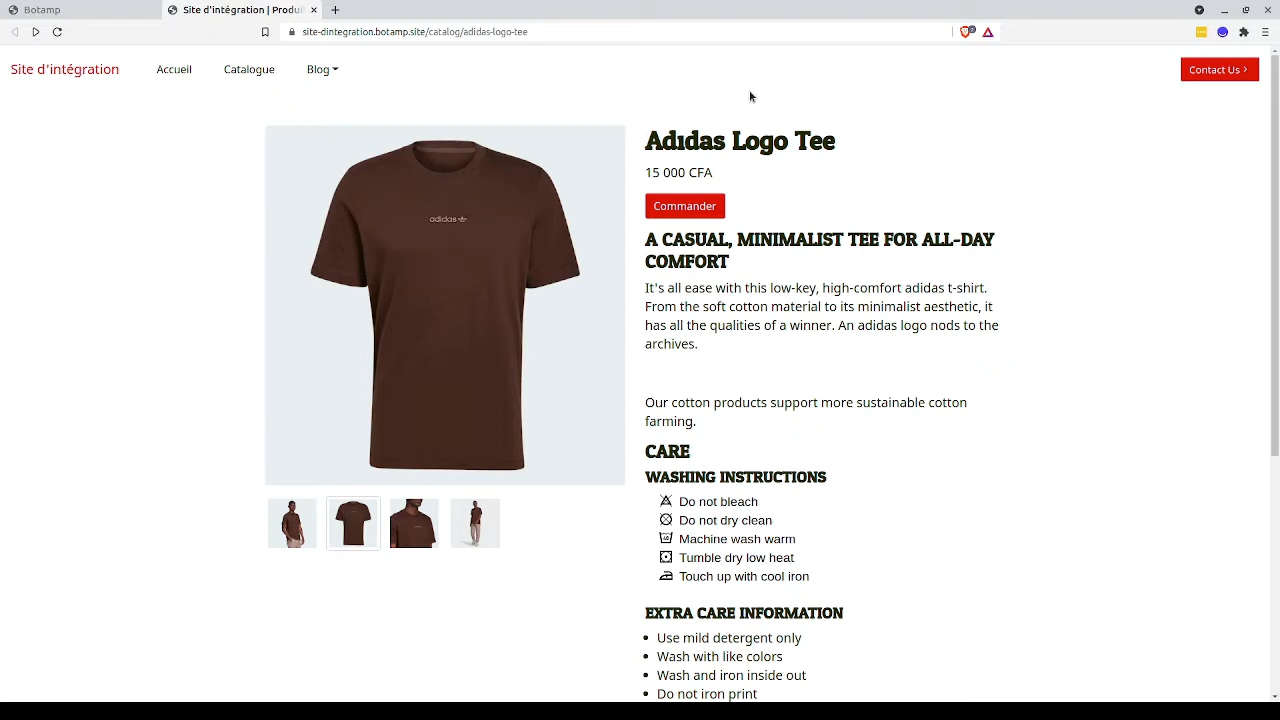 Botamp
Site d'intégration | Produi
site-dintegration.botamp.site/catalog/adidas-logo-tee
Site d'intégration
Accueil
Catalogue
Blog
Contact Us
adidas
Adidas Logo Tee
15 000 CFA
Commander
A CASUAL, MINIMALIST TEE FOR ALL-DAY
COMFORT
It's all ease with this low-key, high-comfort adidas t-shirt.
From the soft cotton material to its minimalist aesthetic, it
has all the qualities of a winner. An adidas logo nods to the
archives.
Our cotton products support more sustainable cotton
farming.
CARE
WASHING INSTRUCTIONS
Do not bleach
Do not dry clean
Machine wash warm
Tumble dry low heat
Touch up with cool iron
EXTRA CARE INFORMATION
Use mild detergent only
Wash with like colors
Wash and iron inside out
Do not iron print